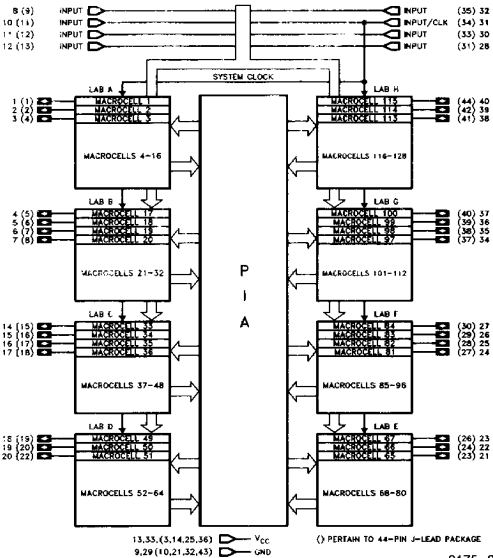 8 (9) INPUT INPUT (35) 32
10 (11) INPUT INPUT/CLK (34) 31
11 (12) INPUT INPUT (33) 30
12 (13) INPUT INPUT (31) 28
SYSTEM CLOCK
LAB A LAB H
1 (1) MACROCELL 1 MACROCELL 115 (44) 40
2 (2) MACROCELL 2 MACROCELL 114 (42) 39
3 (4) MACROCELL 3 MACROCELL 113 (41) 38
MACROCELLS 4-16 MACROCELLS 116-128
LAB B LAB G
4 (5) MACROCELL 17 MACROCELL 100 (40) 37
5 (6) MACROCELL 18 MACROCELL 99 (39) 36
6 (7) MACROCELL 19 MACROCELL 98 (38) 35
7 (8) MACROCELL 20 MACROCELL 97 (37) 34
MACROCELLS 21-32 MACROCELLS 101-112
P
I
A
LAB C LAB F
14 (15) MACROCELL 33 MACROCELL 84 (30) 27
15 (16) MACROCELL 34 MACROCELL 83 (29) 26
16 (17) MACROCELL 35 MACROCELL 82 (28) 25
17 (18) MACROCELL 36 MACROCELL 81 (27) 24
MACROCELLS 37-48 MACROCELLS 85-96
LAB D LAB E
18 (19) MACROCELL 49 MACROCELL 67 (26) 23
19 (20) MACROCELL 50 MACROCELL 66 (24) 22
20 (22) MACROCELL 51 MACROCELL 65 (23) 21
MACROCELLS 52-64 MACROCELLS 68-80
13,33,(3,14,25,36) VCC () PERTAIN TO 44-PIN J-LEAD PACKAGE
9,29 (10,21,32,43) GND